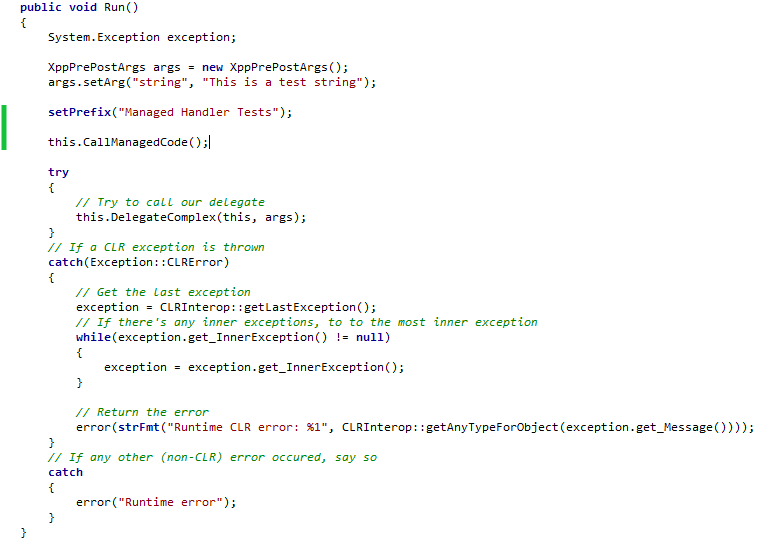 public void Run()
{
    System.Exception exception;

    XppPrePostArgs args = new XppPrePostArgs();
    args.setArg("string", "This is a test string");

    setPrefix("Managed Handler Tests");

    this.CallManagedCode();

    try
    {
        // Try to call our delegate
        this.DelegateComplex(this, args);
    }
    // If a CLR exception is thrown
    catch(Exception::CLRError)
    {
        // Get the last exception
        exception = CLRInterop::getLastException();
        // If there's any inner exceptions, to to the most inner exception
        while(exception.get_InnerException() != null)
        {
            exception = exception.get_InnerException();
        }

        // Return the error
        error(strFmt("Runtime CLR error: %1", CLRInterop::getAnyTypeForObject(exception.get_Message())));
    }
    // If any other (non-CLR) error occured, say so
    catch
    {
        error("Runtime error");
    }
}